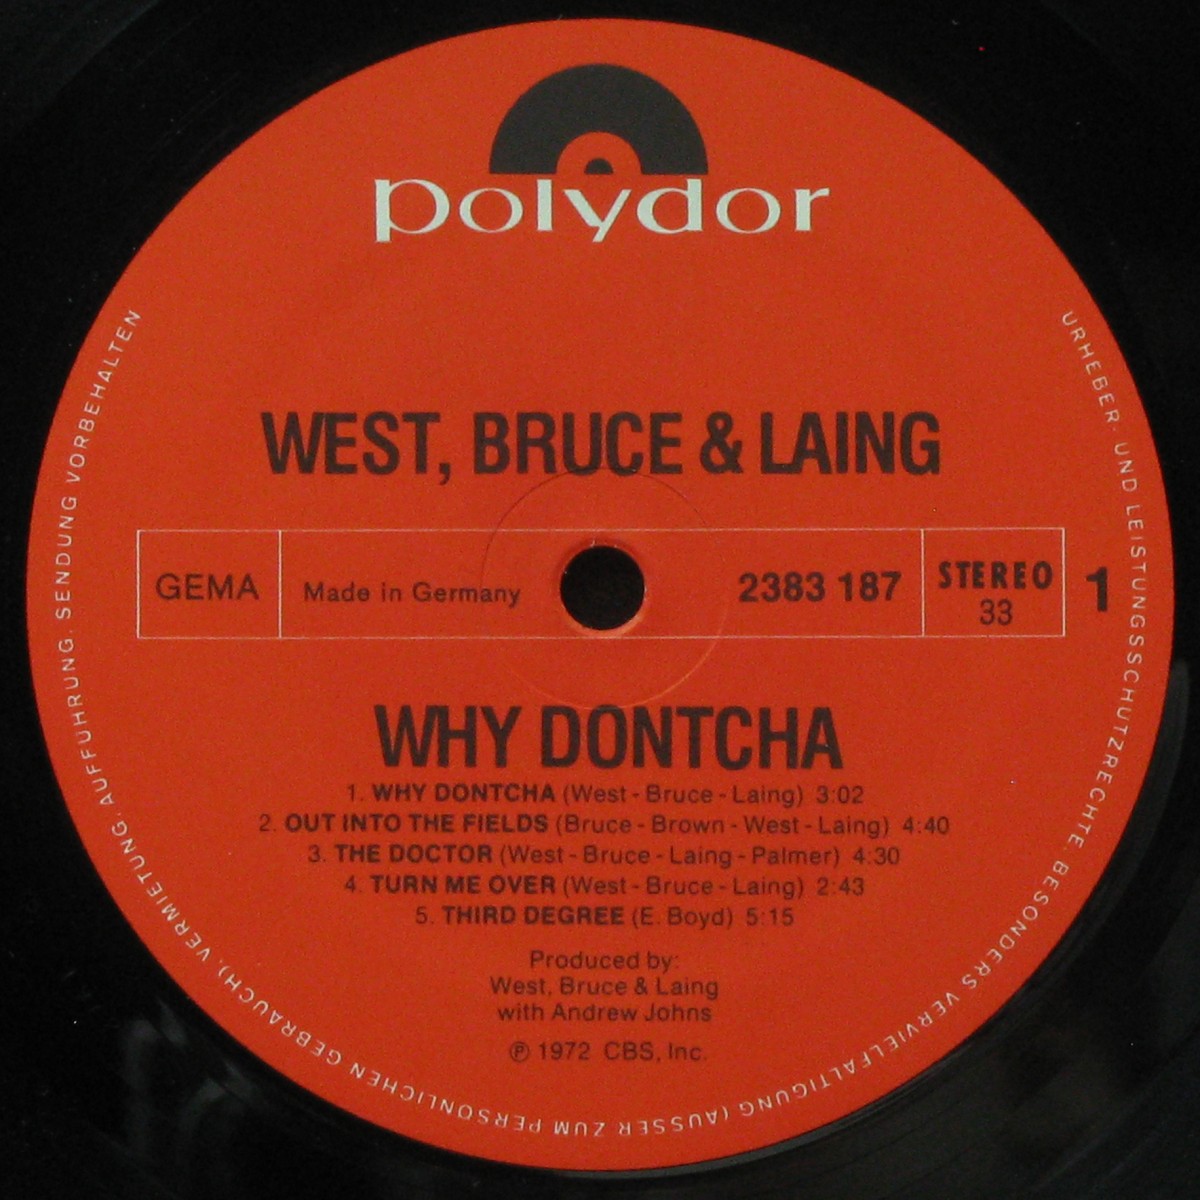 polydor
WEST, BRUCE & LAING
GEMA
Made in Germany
2383 187
STEREO
33
1
WHY DONTCHA
1. WHY DONTCHA (West - Bruce - Laing) 3:02
2. OUT INTO THE FIELDS (Bruce - Brown - West - Laing) 4:40
3. THE DOCTOR (West - Bruce - Laing - Palmer) 4:30
4. TURN ME OVER (West - Bruce - Laing) 2:43
5. THIRD DEGREE (E. Boyd) 5:15
Produced by:
West, Bruce & Laing
with Andrew Johns
℗ 1972 CBS, Inc.
URHEBER- UND LEISTUNGSSCHUTZRECHTE, BESONDERS VERVIELFÄLTIGUNG (AUSSER ZUM PERSÖNLICHEN GEBRAUCH), VERMIETUNG, AUFFÜHRUNG, SENDUNG VORBEHALTEN